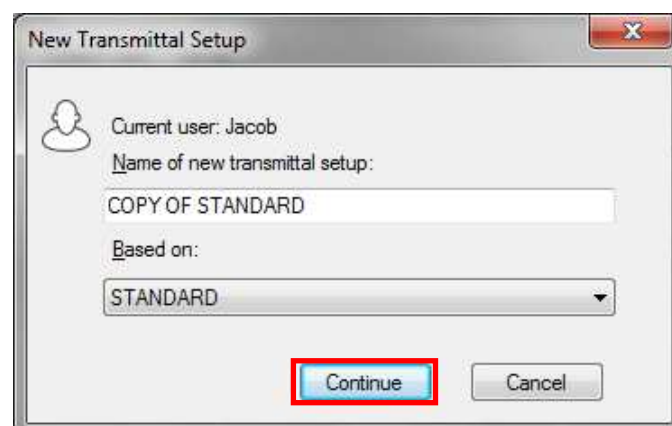 New Transmittal Setup
Current user: Jacob
Name of new transmittal setup:
COPY OF STANDARD
Based on:
STANDARD
Continue Cancel